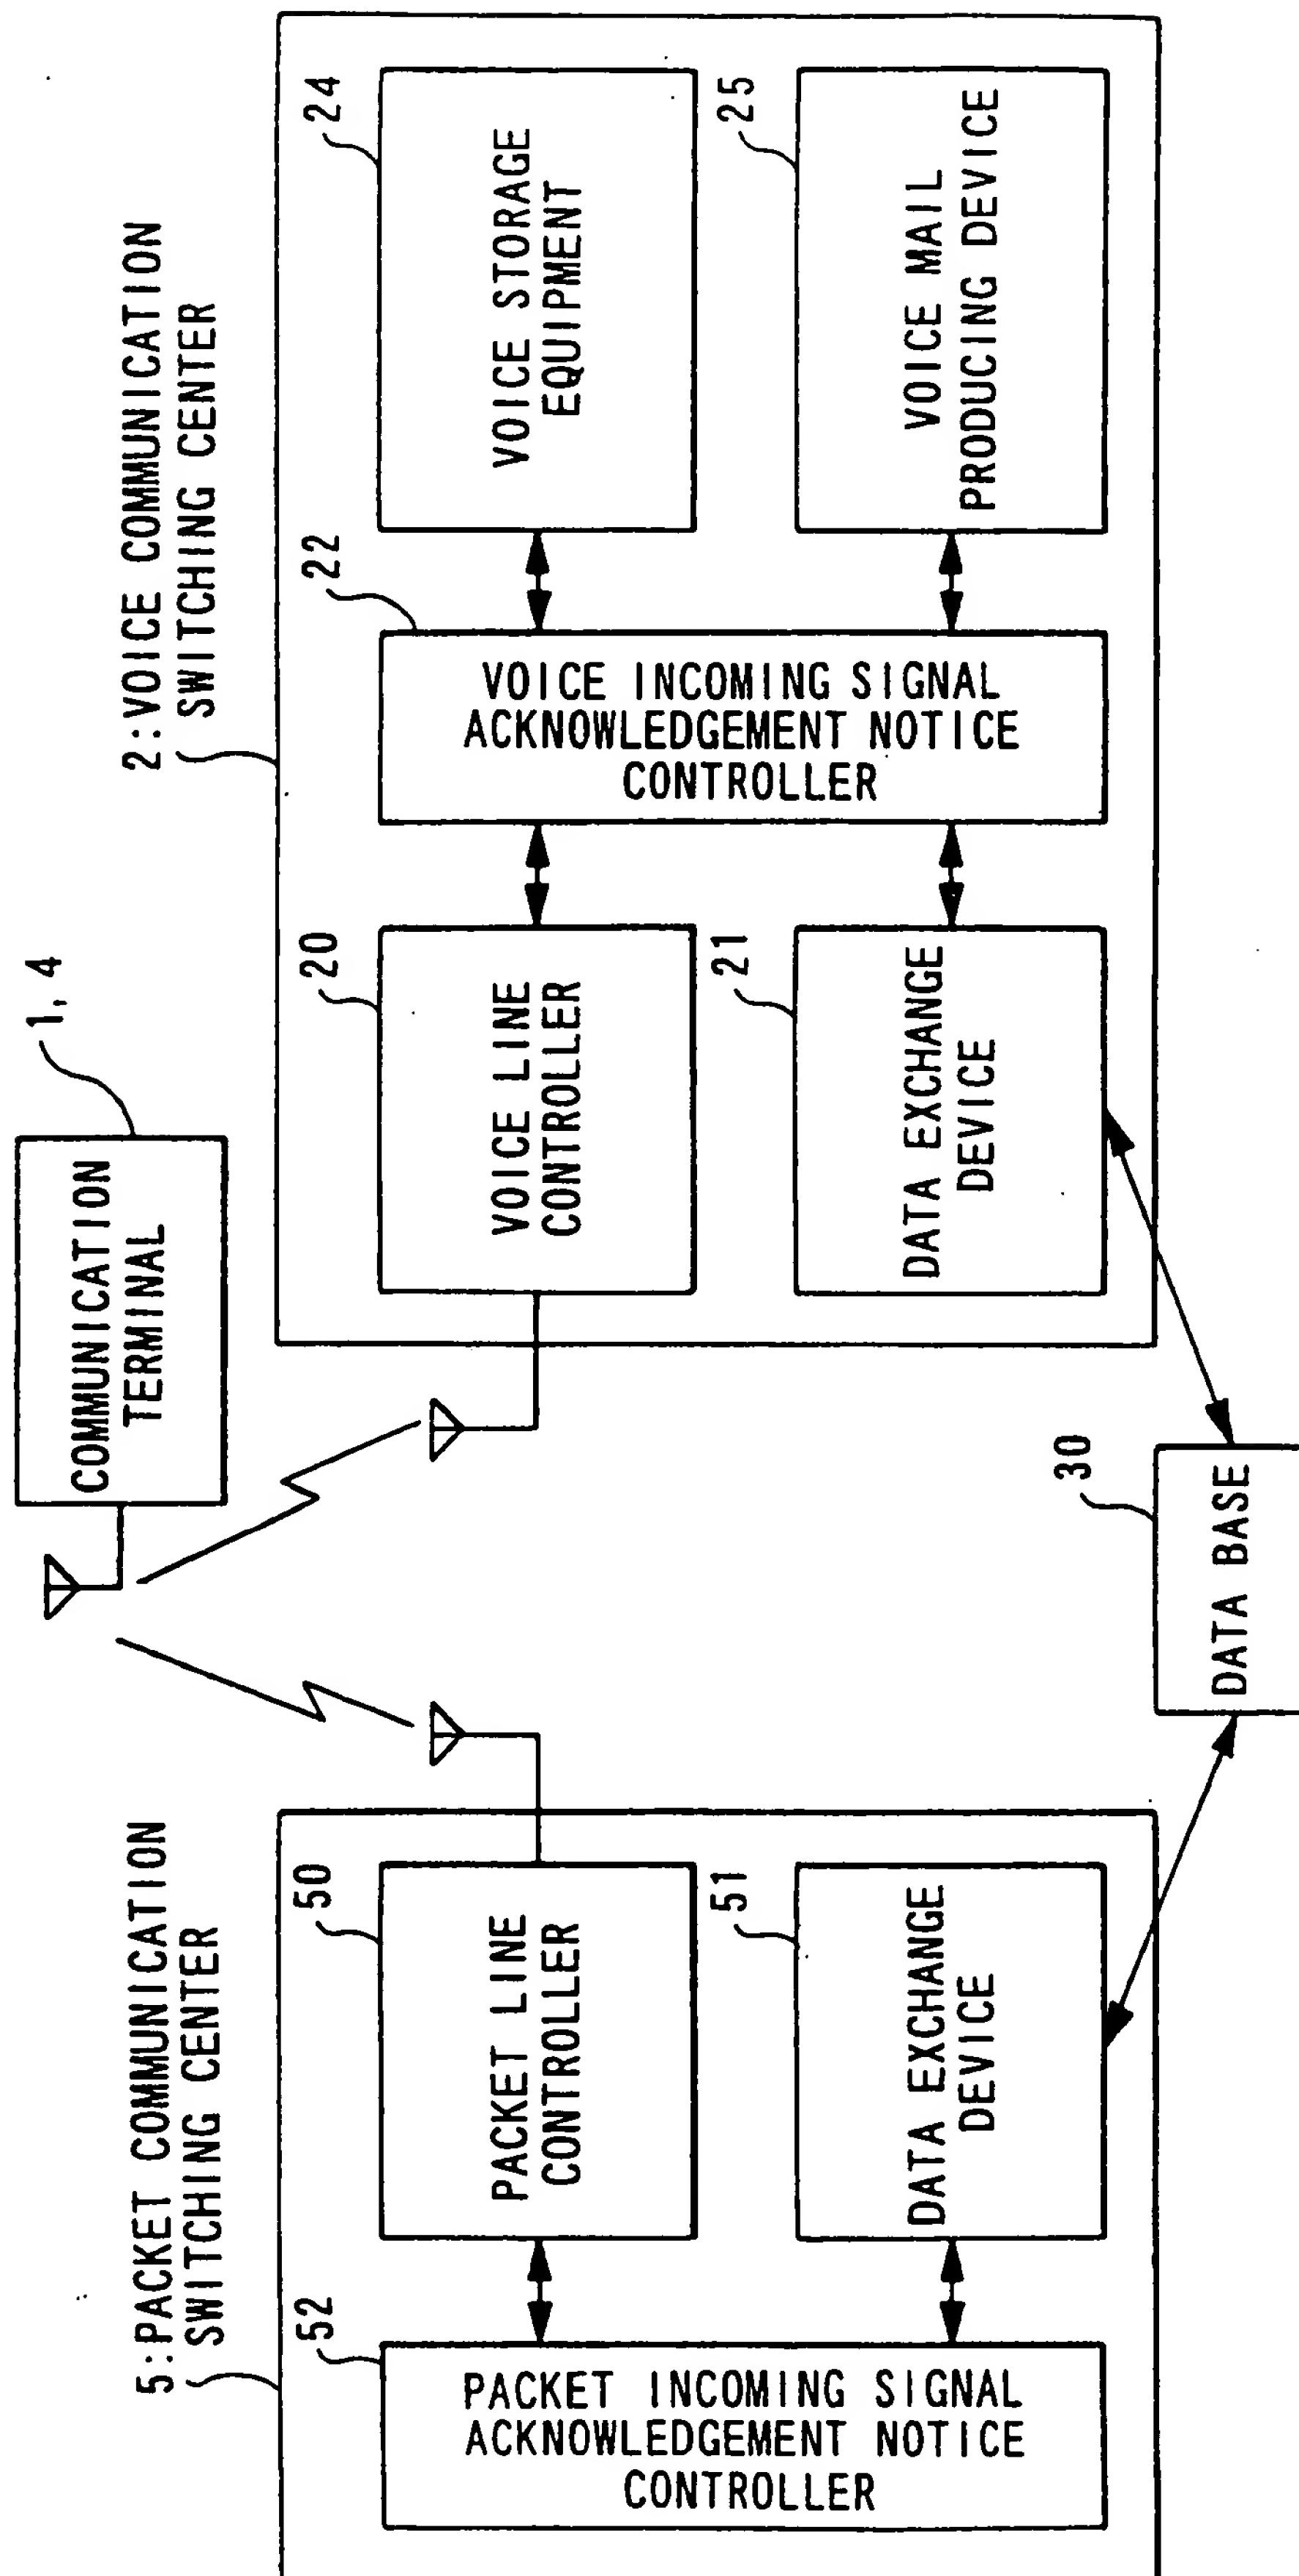 1, 4
COMMUNICATION
TERMINAL
5:PACKET COMMUNICATION
SWITCHING CENTER
52
PACKET INCOMING SIGNAL
ACKNOWLEDGEMENT NOTICE
CONTROLLER
50
PACKET LINE
CONTROLLER
51
DATA EXCHANGE
DEVICE
30
DATA BASE
2:VOICE COMMUNICATION
SWITCHING CENTER
20
VOICE LINE
CONTROLLER
21
DATA EXCHANGE
DEVICE
22
VOICE INCOMING SIGNAL
ACKNOWLEDGEMENT NOTICE
CONTROLLER
24
VOICE STORAGE
EQUIPMENT
25
VOICE MAIL
PRODUCING DEVICE